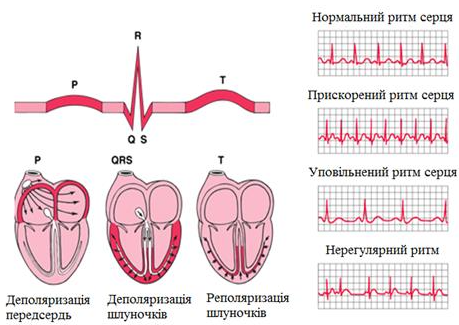 R
P
T
Q S
P
QRS
T
Деполяризація
передсердь
Деполяризація
шлуночків
Реполяризація
шлуночків
Нормальний ритм серця
Прискорений ритм серця
Уповільнений ритм серця
Нерегулярний ритм